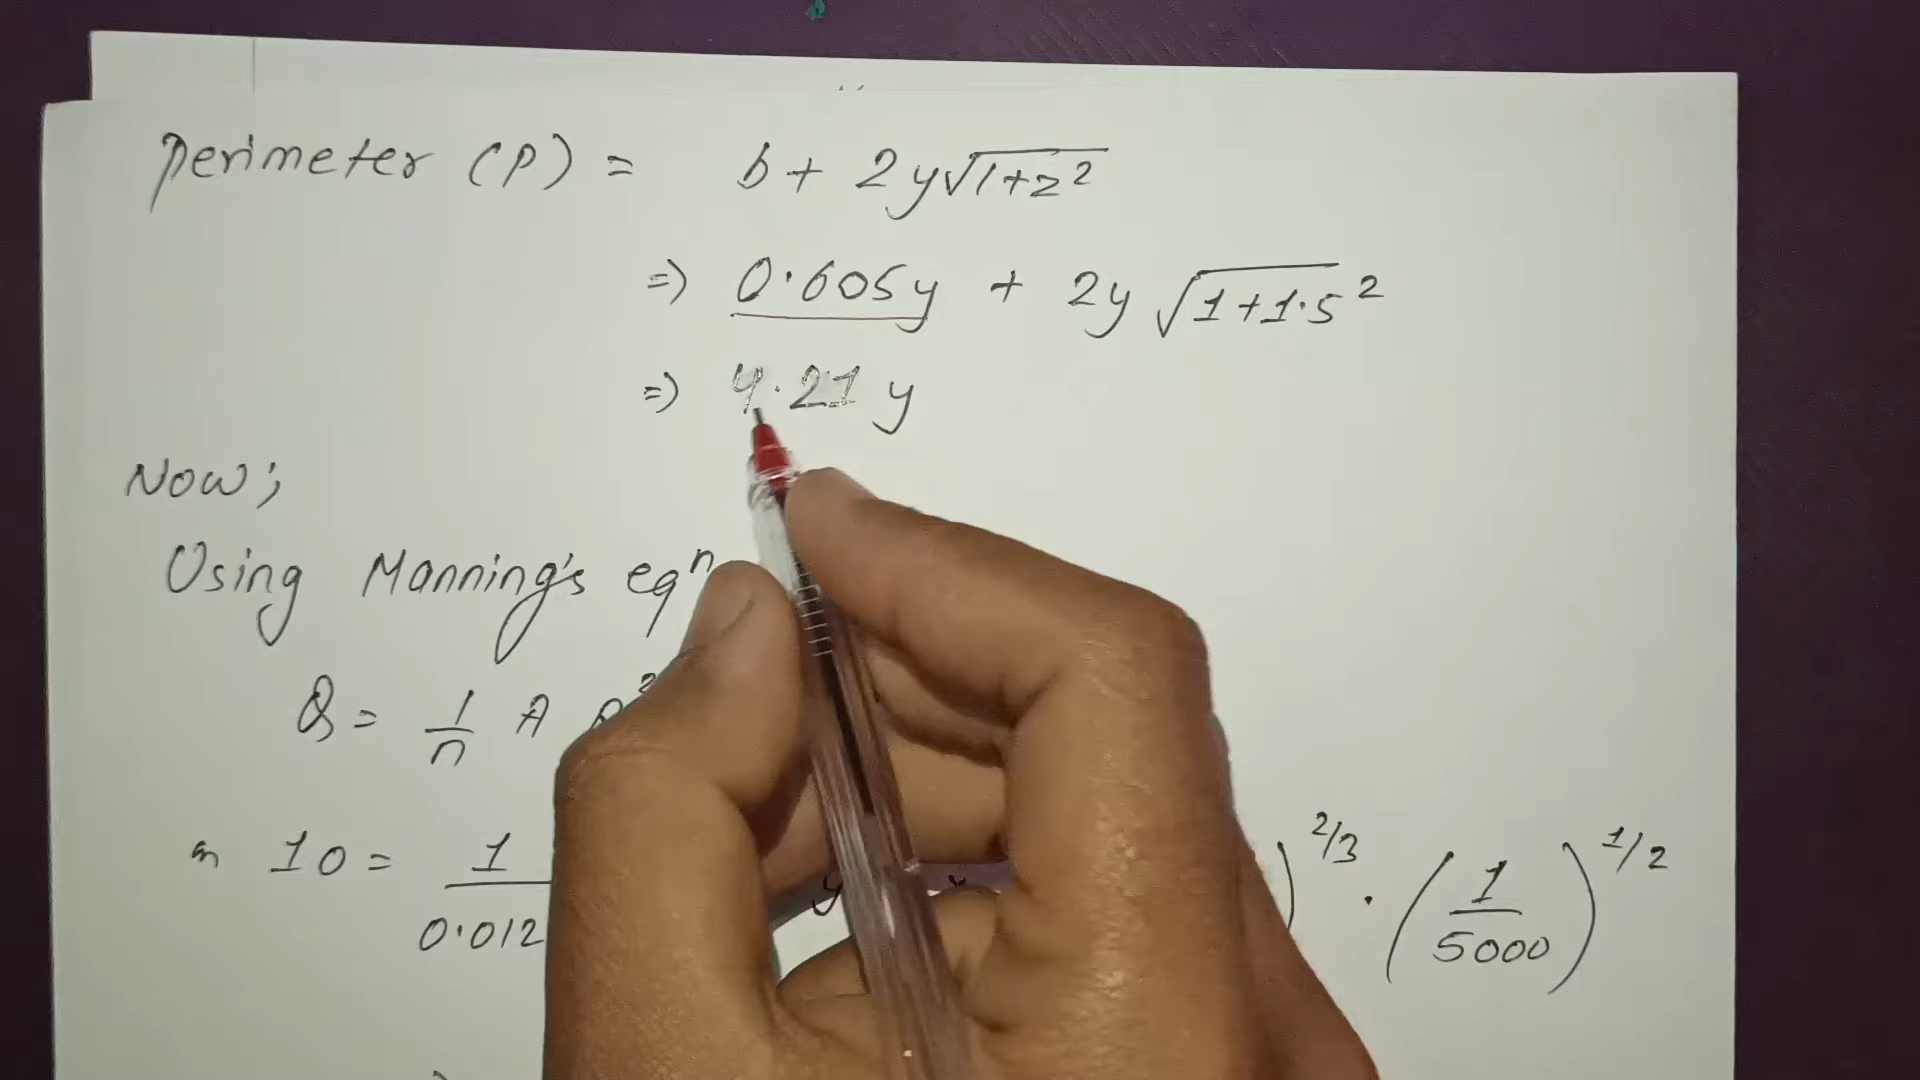 Perimeter (P) = b + 2y√1+z²
⇒ 0.605y + 2y √1+1.5²
⇒ 4.21 y
Now;
Using Manning's eqⁿ
Q = 1/n A
10 = 1/0.012 y )^2/3 · (1/5000)^1/2